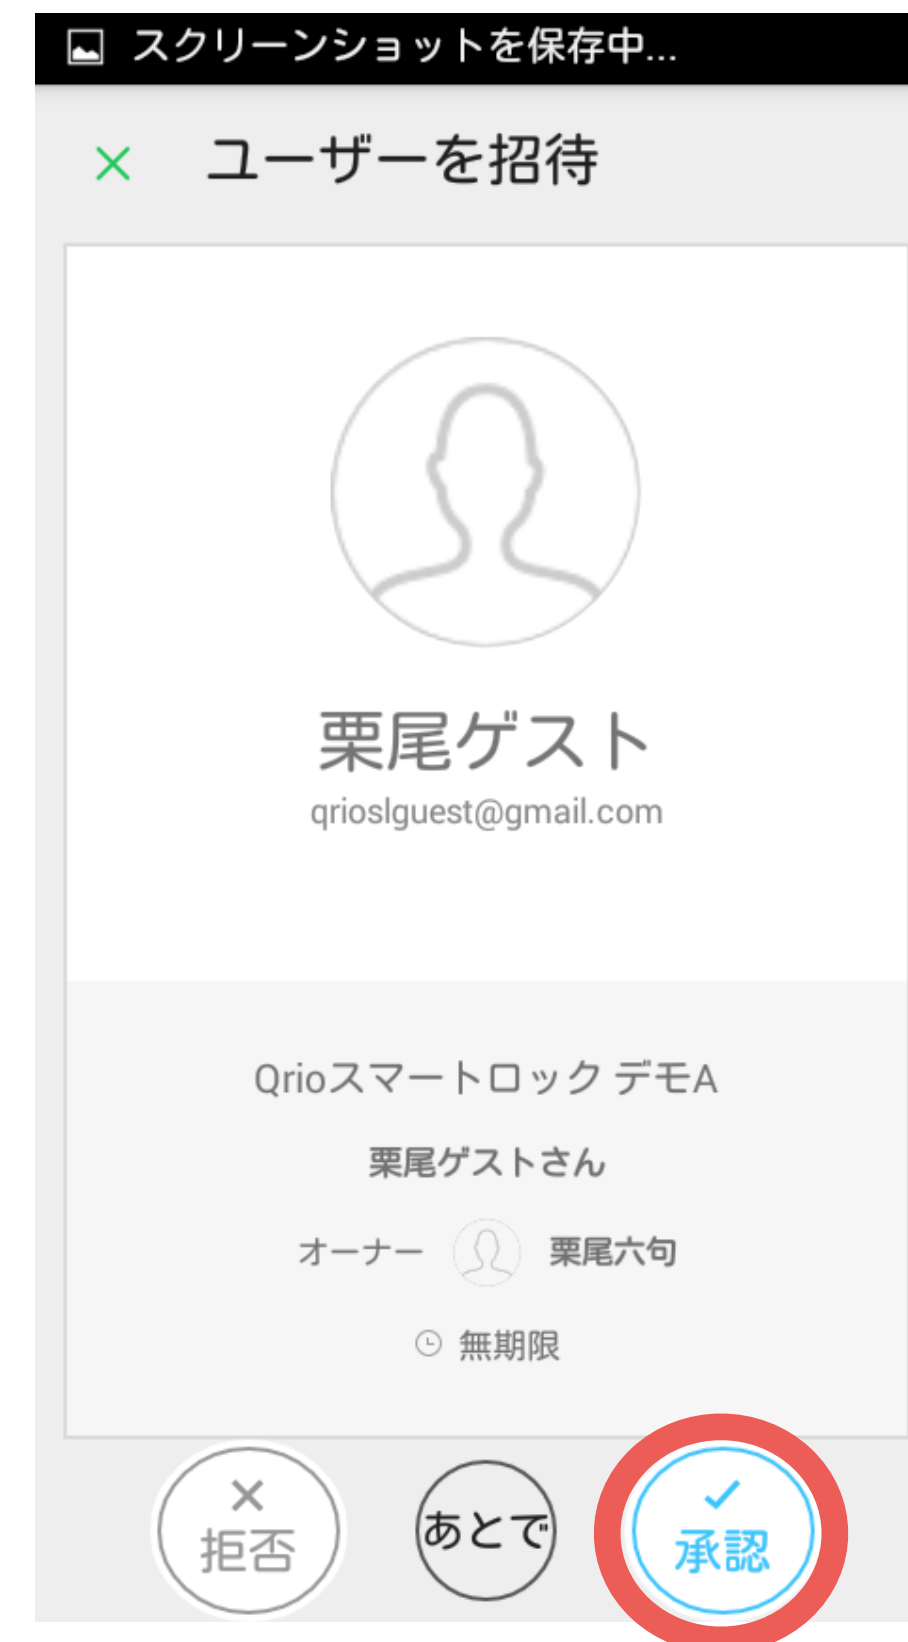 スクリーンショットを保存中...
ユーザーを招待
栗尾ゲスト
qrioslguest@gmail.com
Qrioスマートロック デモA
栗尾ゲストさん
オーナー 栗尾六句
無期限
拒否 あとで 承認